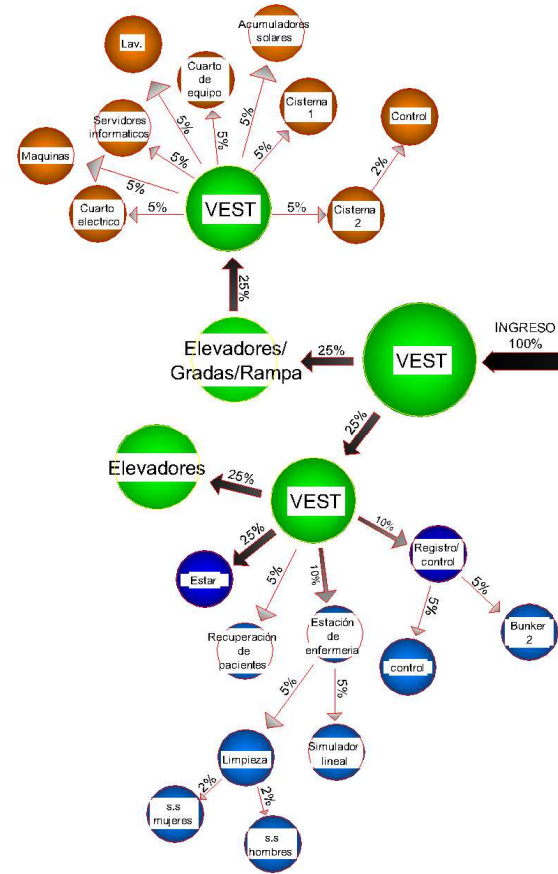 Acumuladores
solares
Lav.
Cuarto
de
equipo
Cisterna
1
Control
Servidores
informaticos
Maquinas
5%
5%
5%
5%
5%
5%
2%
Cuarto
electrico
5%
VEST
5%
Cisterna
2
25%
INGRESO
100%
Elevadores/
Gradas/Rampa
25%
VEST
25%
Elevadores
25%
VEST
10%
Registro/
control
25%
Estar
5%
10%
5%
5%
Recuperación
de
pacientes
Estación
de
enfermeria
control
Bunker
2
5%
5%
Limpieza
Simulador
lineal
2%
2%
s.s
mujeres
s.s
hombres